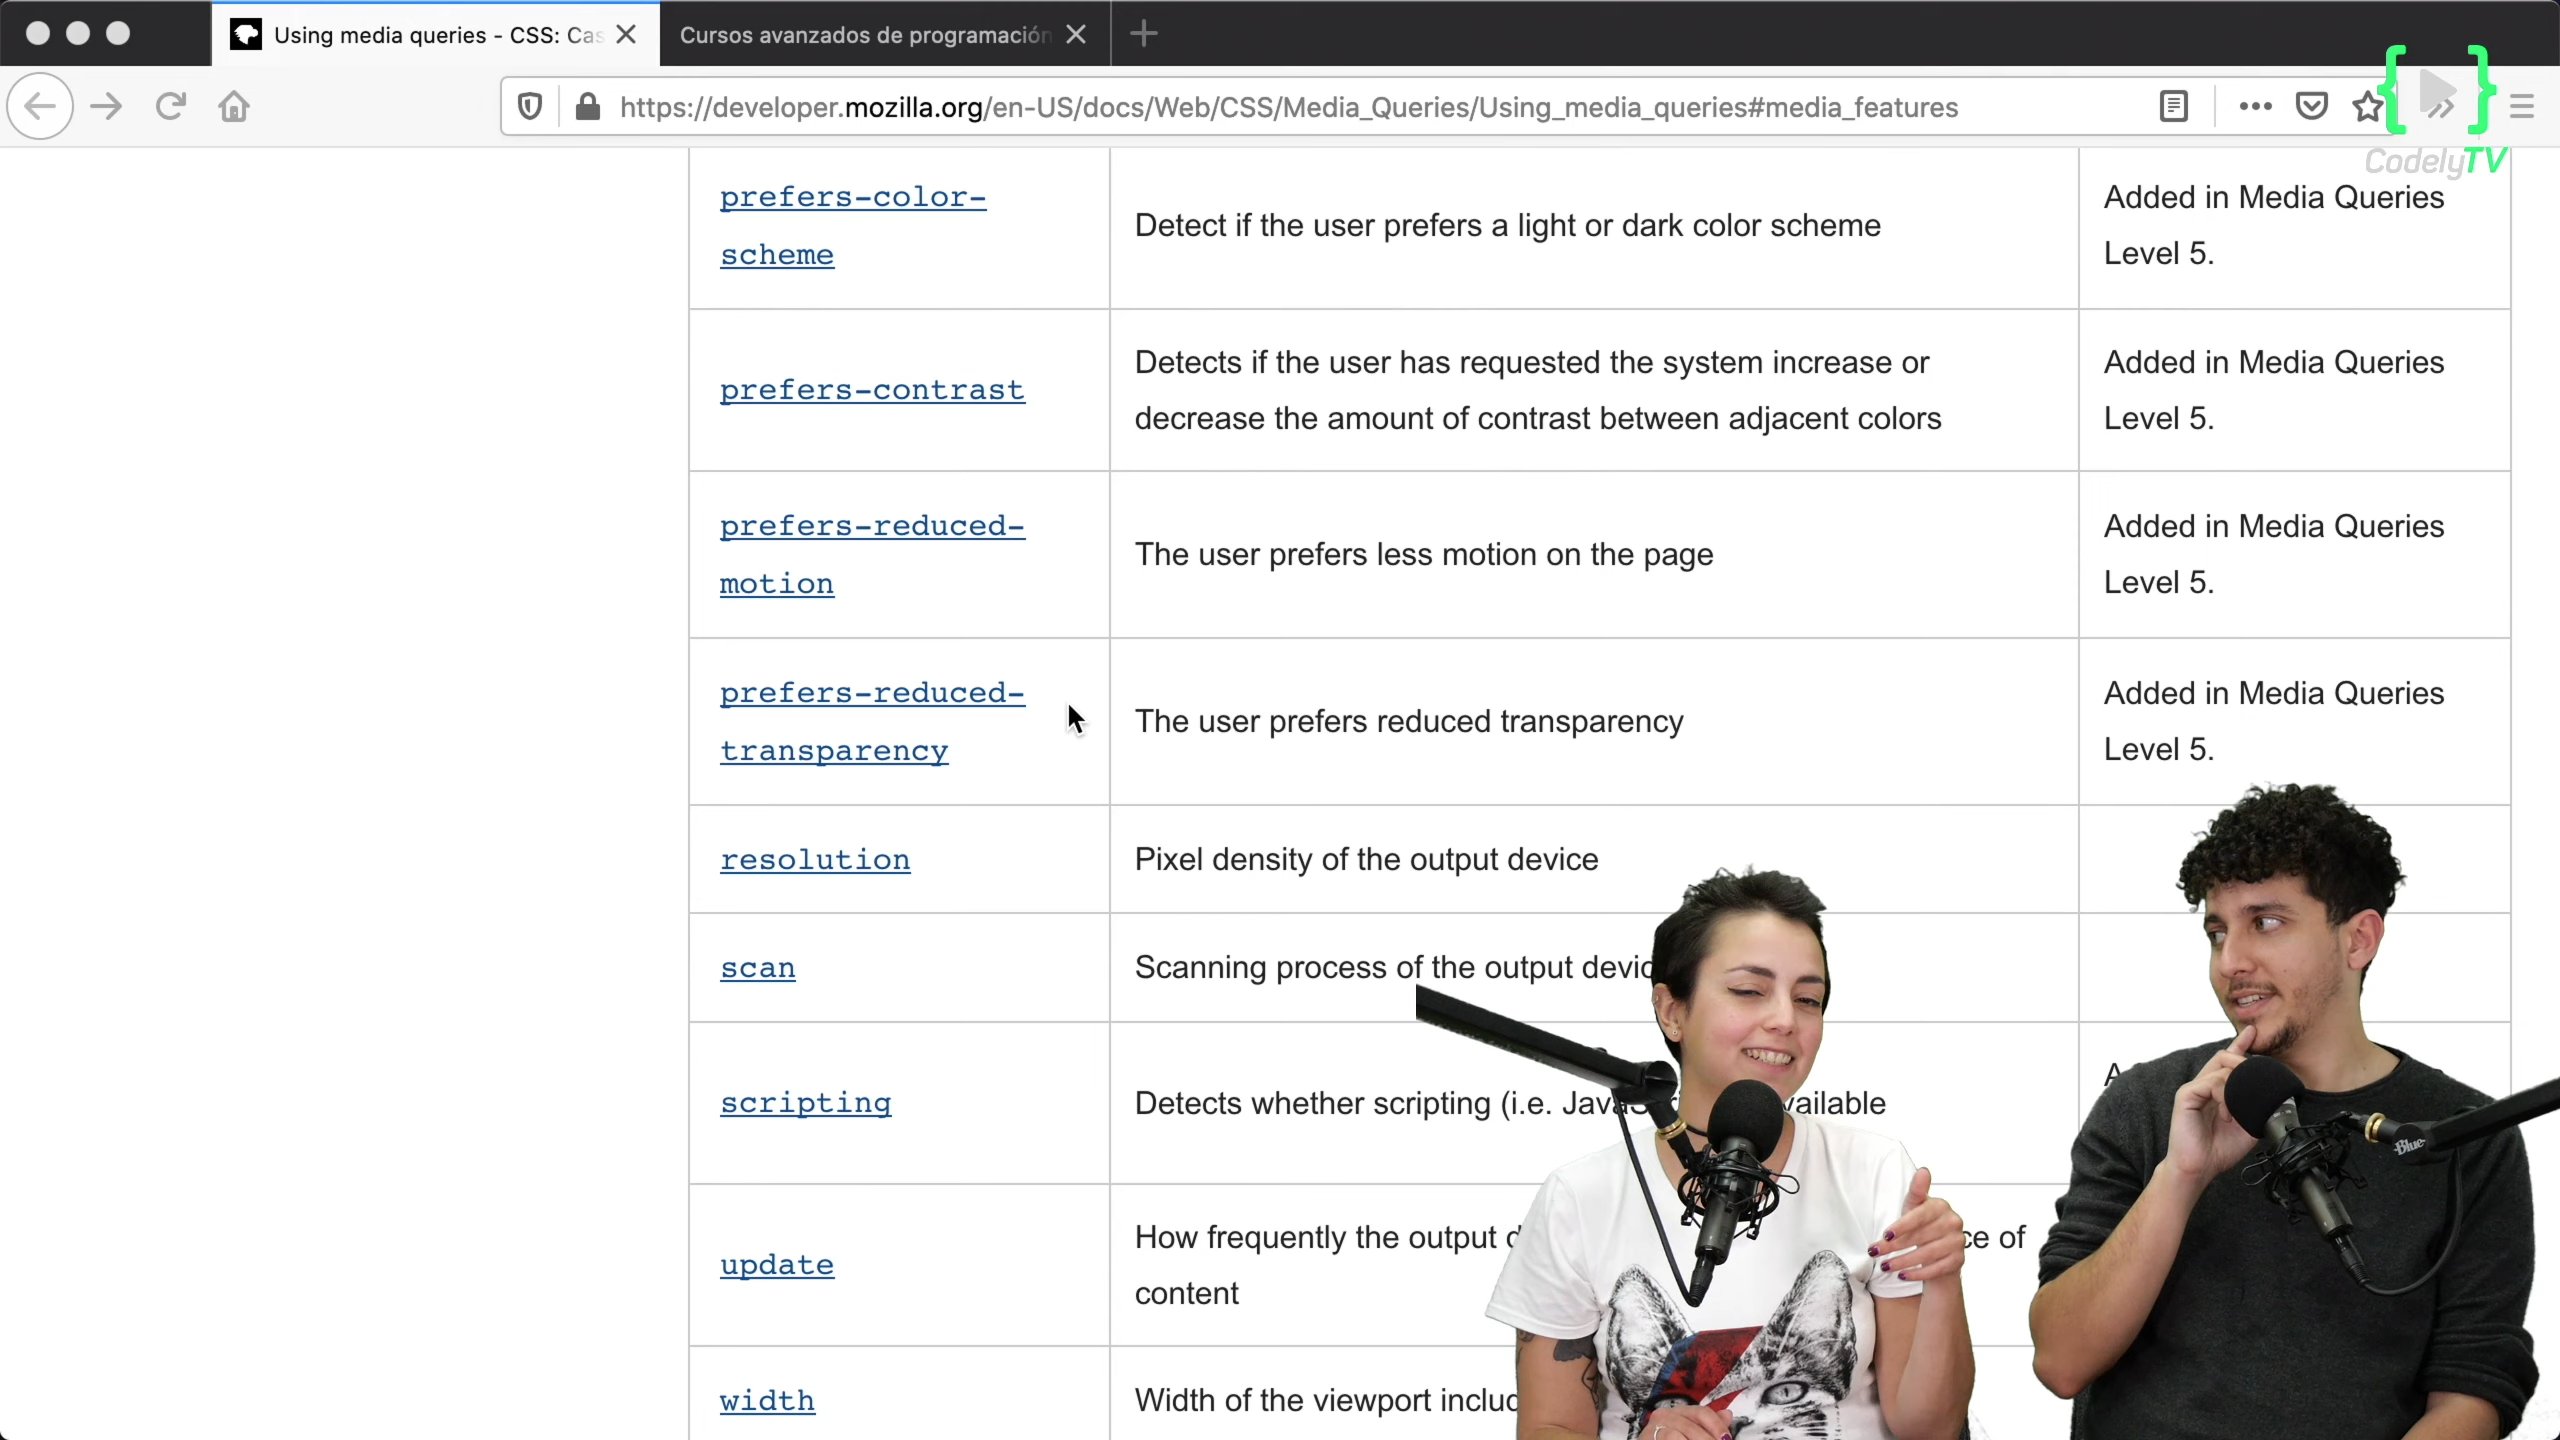 Using media queries - CSS: Cas
Cursos avanzados de programación
https://developer.mozilla.org/en-US/docs/Web/CSS/Media_Queries/Using_media_queries#media_features
CodelyTV
prefers-color-
scheme
Detect if the user prefers a light or dark color scheme
Added in Media Queries
Level 5.
prefers-contrast
Detects if the user has requested the system increase or
decrease the amount of contrast between adjacent colors
Added in Media Queries
Level 5.
prefers-reduced-
motion
The user prefers less motion on the page
Added in Media Queries
Level 5.
prefers-reduced-
transparency
The user prefers reduced transparency
Added in Media Queries
Level 5.
resolution
Pixel density of the output device
scan
Scanning process of the output devic
scripting
Detects whether scripting (i.e.
update
How frequently the output
ce of
content
width
Width of the viewport includ
Blue